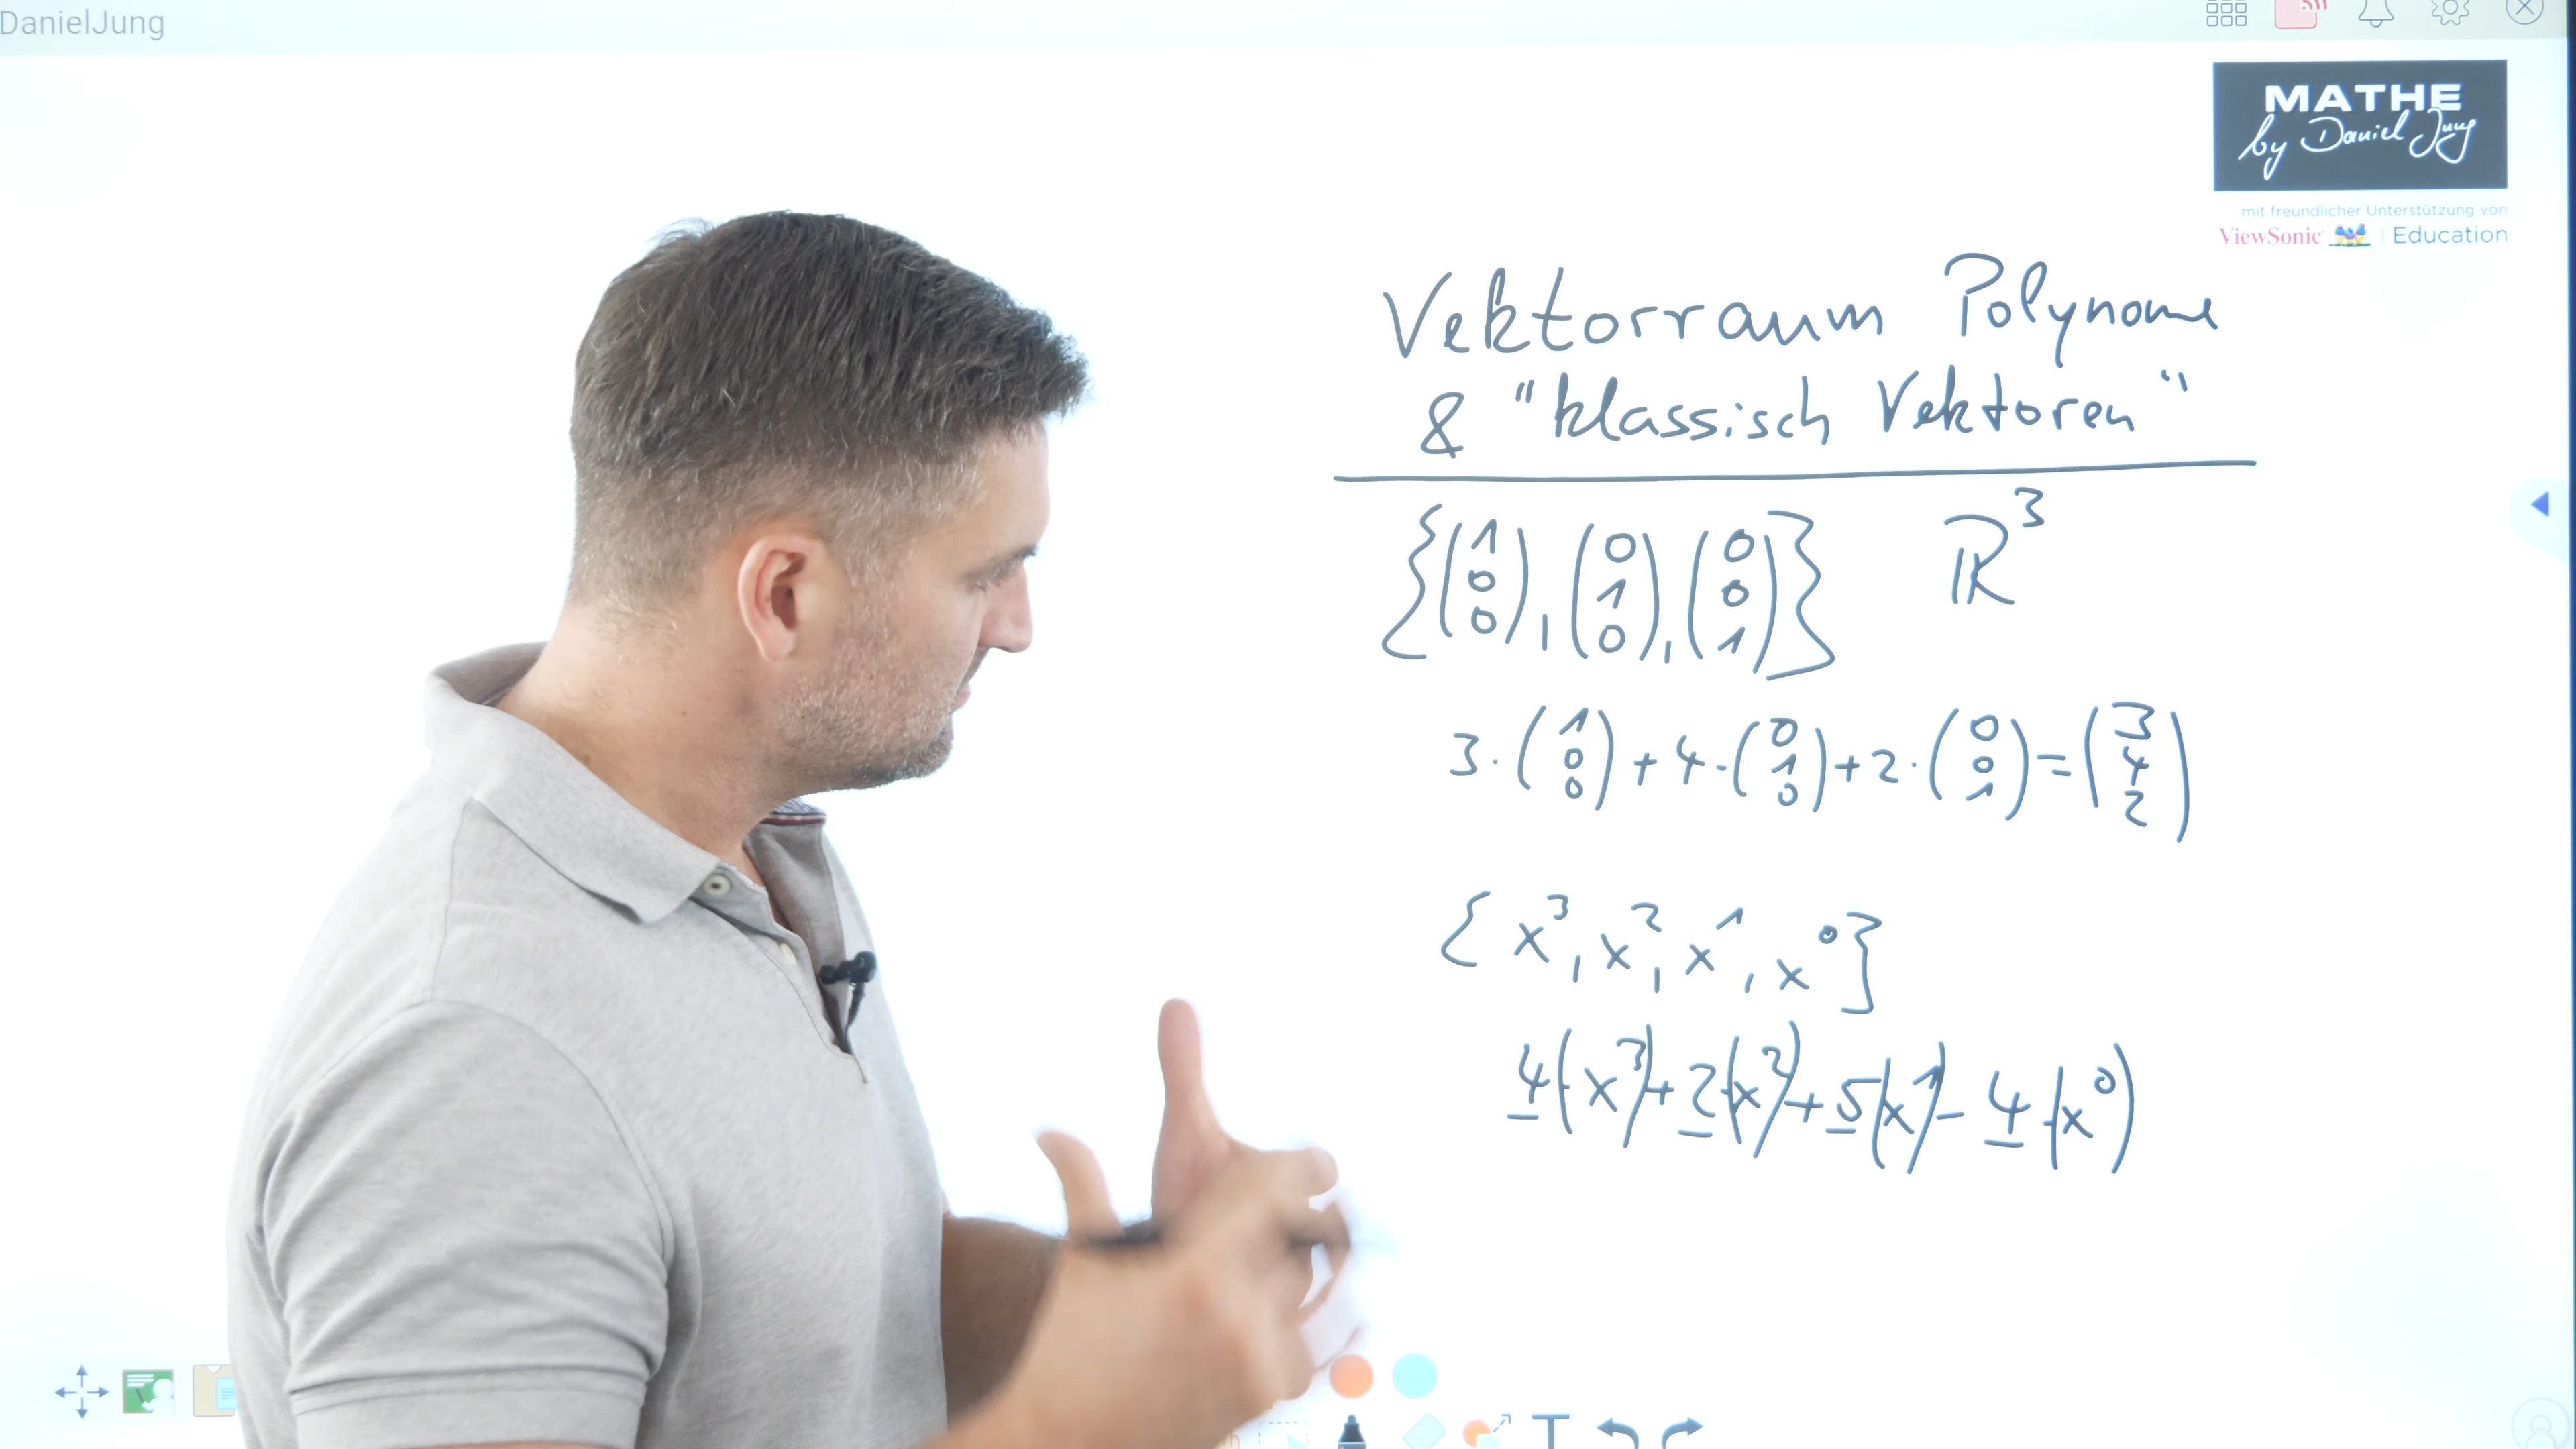 DanielJung
MATHE
by Daniel Jung
mit freundlicher Unterstützung von
ViewSonic | Education
Vektorraum Polynome
& "klassisch Vektoren"
{(1 0 0), (0 1 0), (0 0 1)} ℝ³
3·(1 0 0) + 4·(0 1 0) + 2·(0 0 1) = (3 4 2)
{x³, x², x¹, x⁰}
4·(x³) + 2·(x²) + 5·(x¹) - 4·(x⁰)
T